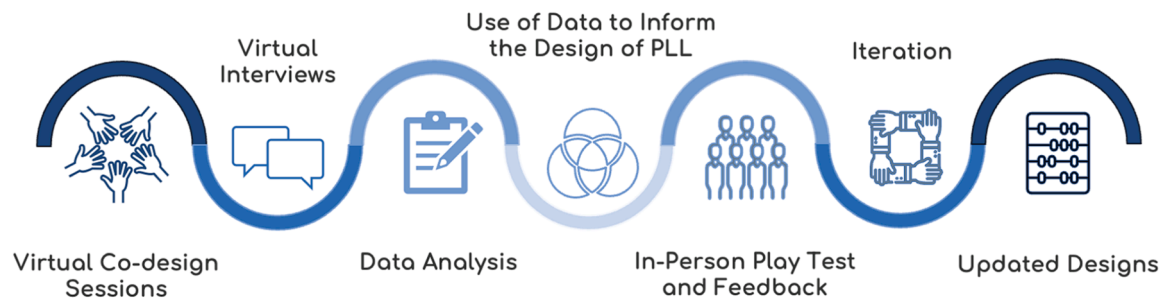 Virtual Co-design
Sessions
Virtual
Interviews
Data Analysis
Use of Data to Inform
the Design of PLL
In-Person Play Test
and Feedback
Iteration
Updated Designs